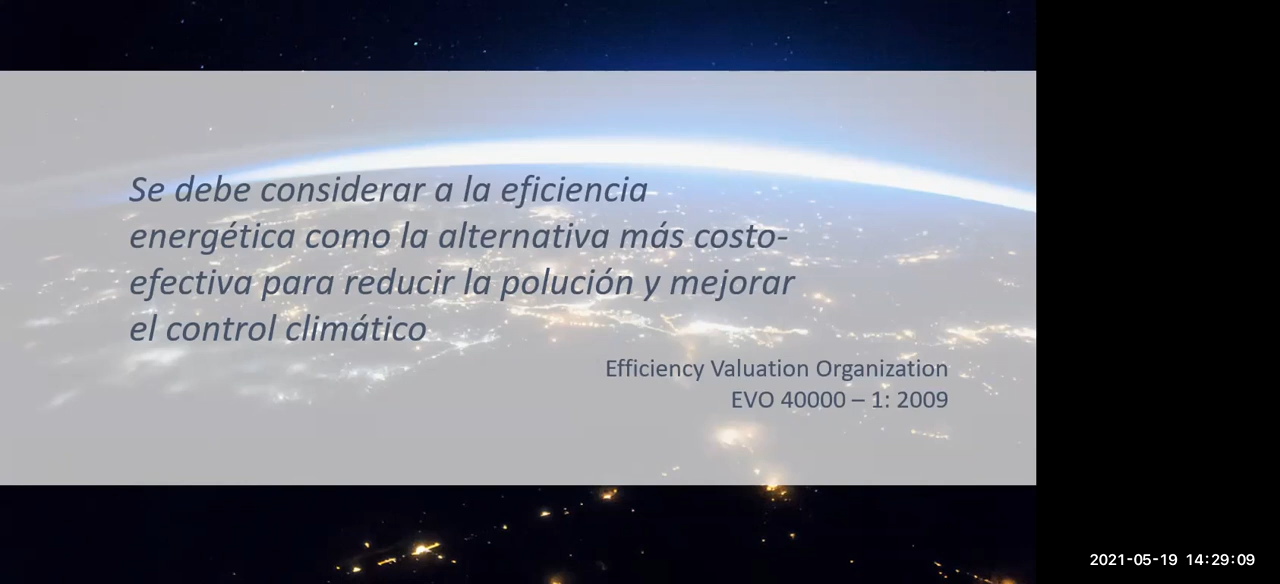 Se debe considerar a la eficiencia
energética como la alternativa más costo-
efectiva para reducir la polución y mejorar
el control climático
Efficiency Valuation Organization
EVO 40000 – 1: 2009
2021-05-19 14:29:09